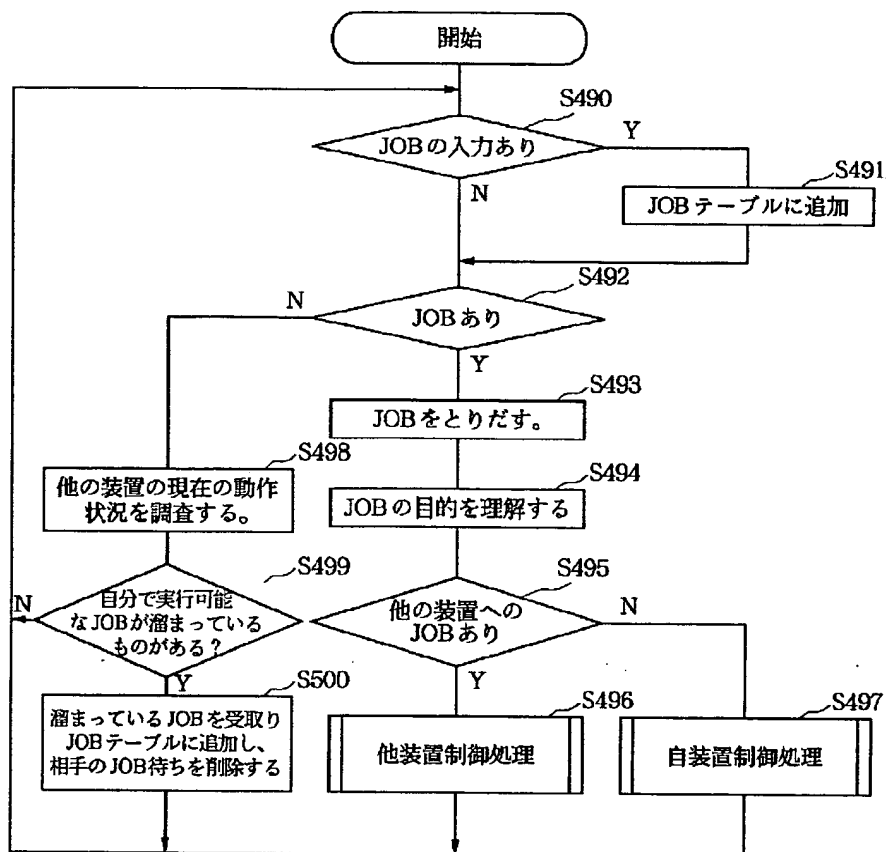 開始
S490
JOBの入力あり
Y
N
S491
JOBテーブルに追加
S492
JOBあり
N
Y
S493
JOBをとりだす。
S498
他の装置の現在の動作
状況を調査する。
S494
JOBの目的を理解する
S499
自分で実行可能
なJOBが溜まっている
ものがある?
N
Y
S495
他の装置への
JOBあり
N
Y
S500
溜まっているJOBを受取り
JOBテーブルに追加し、
相手のJOB待ちを削除する
S496
他装置制御処理
S497
自装置制御処理